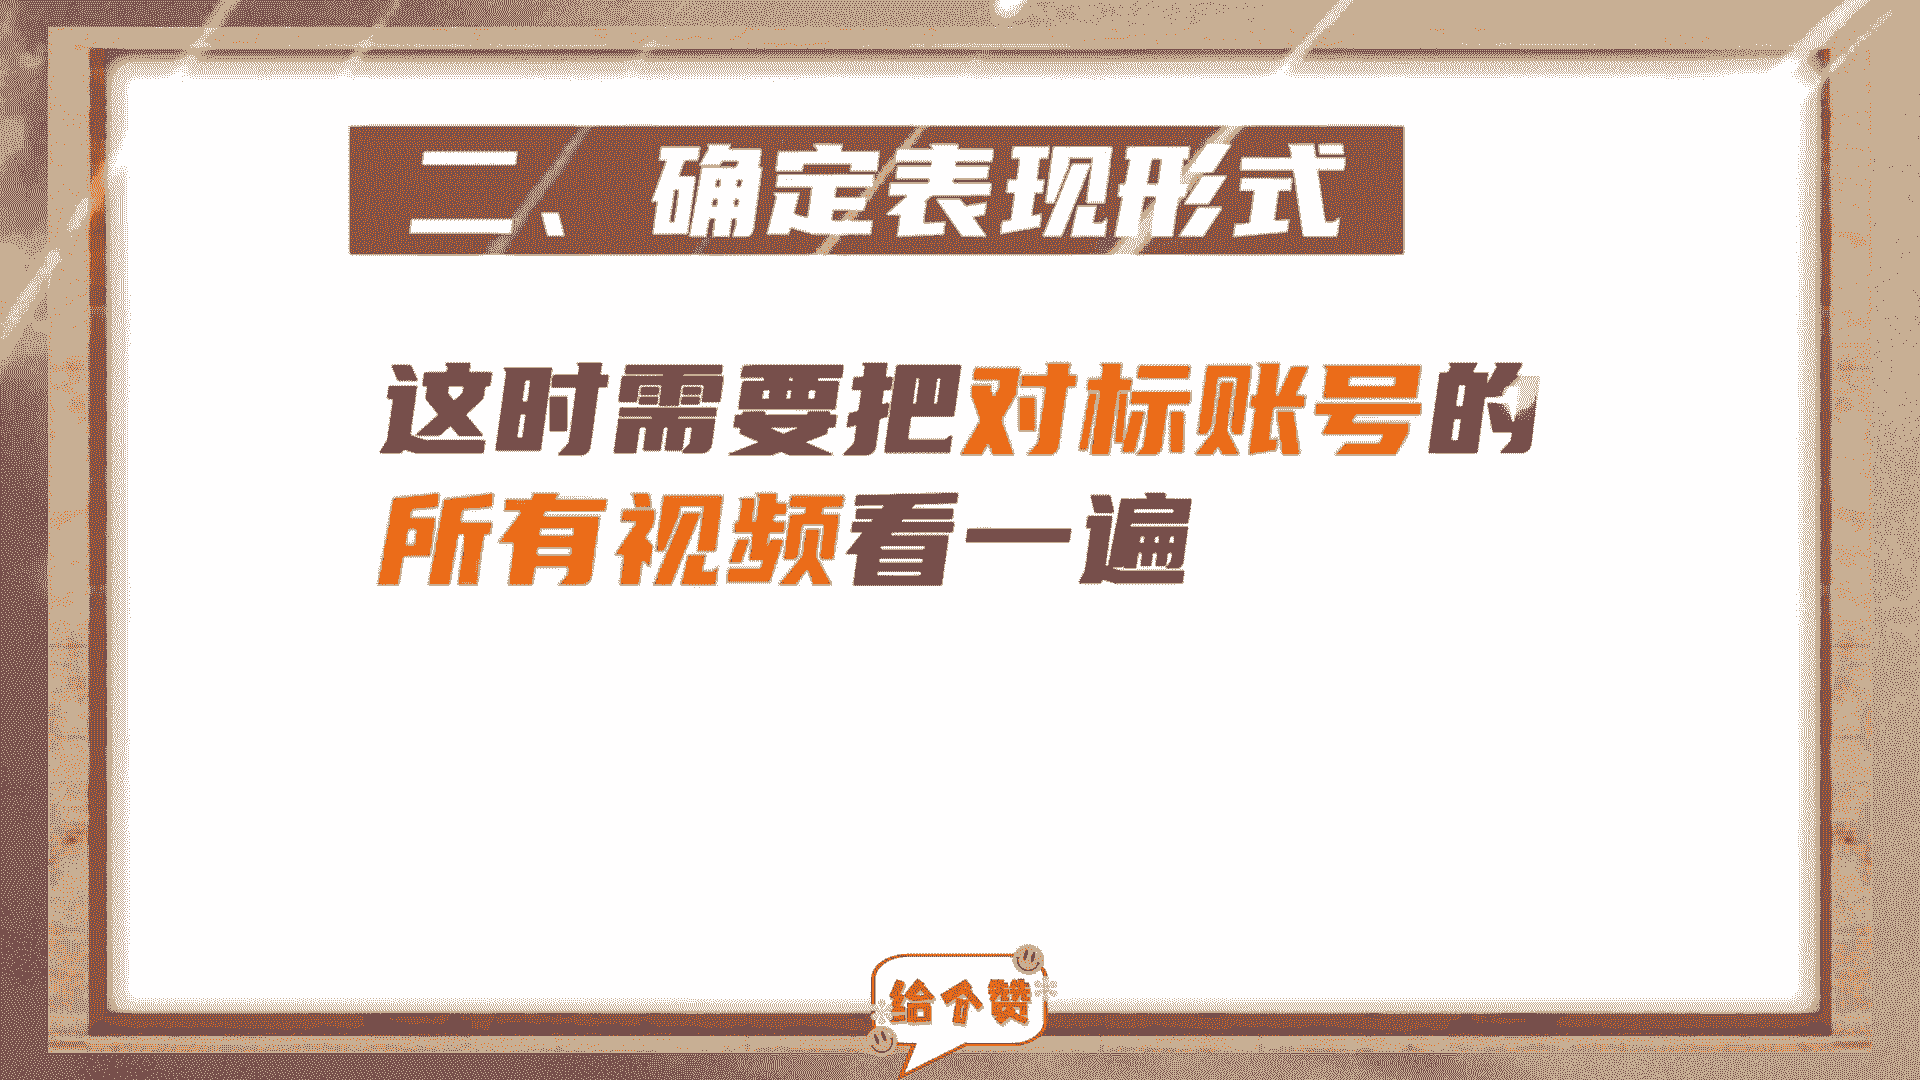 二、确定表现形式
这时需要把对标账号的
所有视频看一遍
给个赞